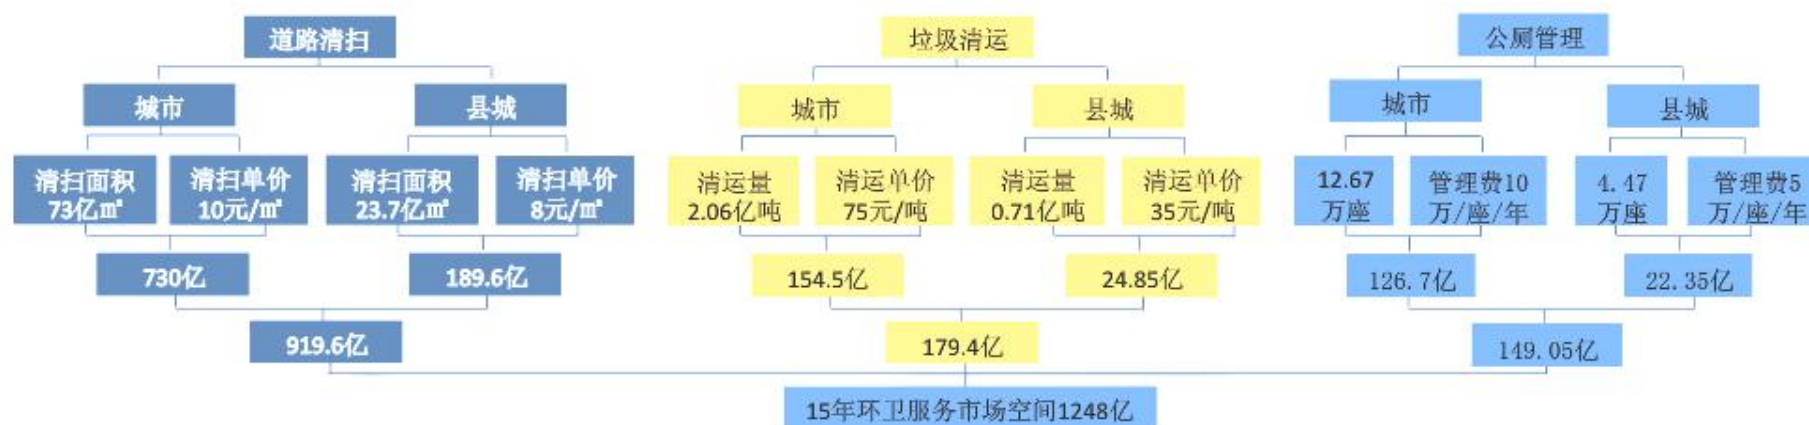 道路清扫
城市
县城
清扫面积
73亿㎡
清扫单价
10元/㎡
清扫面积
23.7亿㎡
清扫单价
8元/㎡
730亿
189.6亿
919.6亿
垃圾清运
城市
县城
清运量
2.06亿吨
清运单价
75元/吨
清运量
0.71亿吨
清运单价
35元/吨
154.5亿
24.85亿
179.4亿
公厕管理
城市
县城
12.67
万座
管理费10
万/座/年
4.47
万座
管理费5
万/座/年
126.7亿
22.35亿
149.05亿
15年环卫服务市场空间1248亿